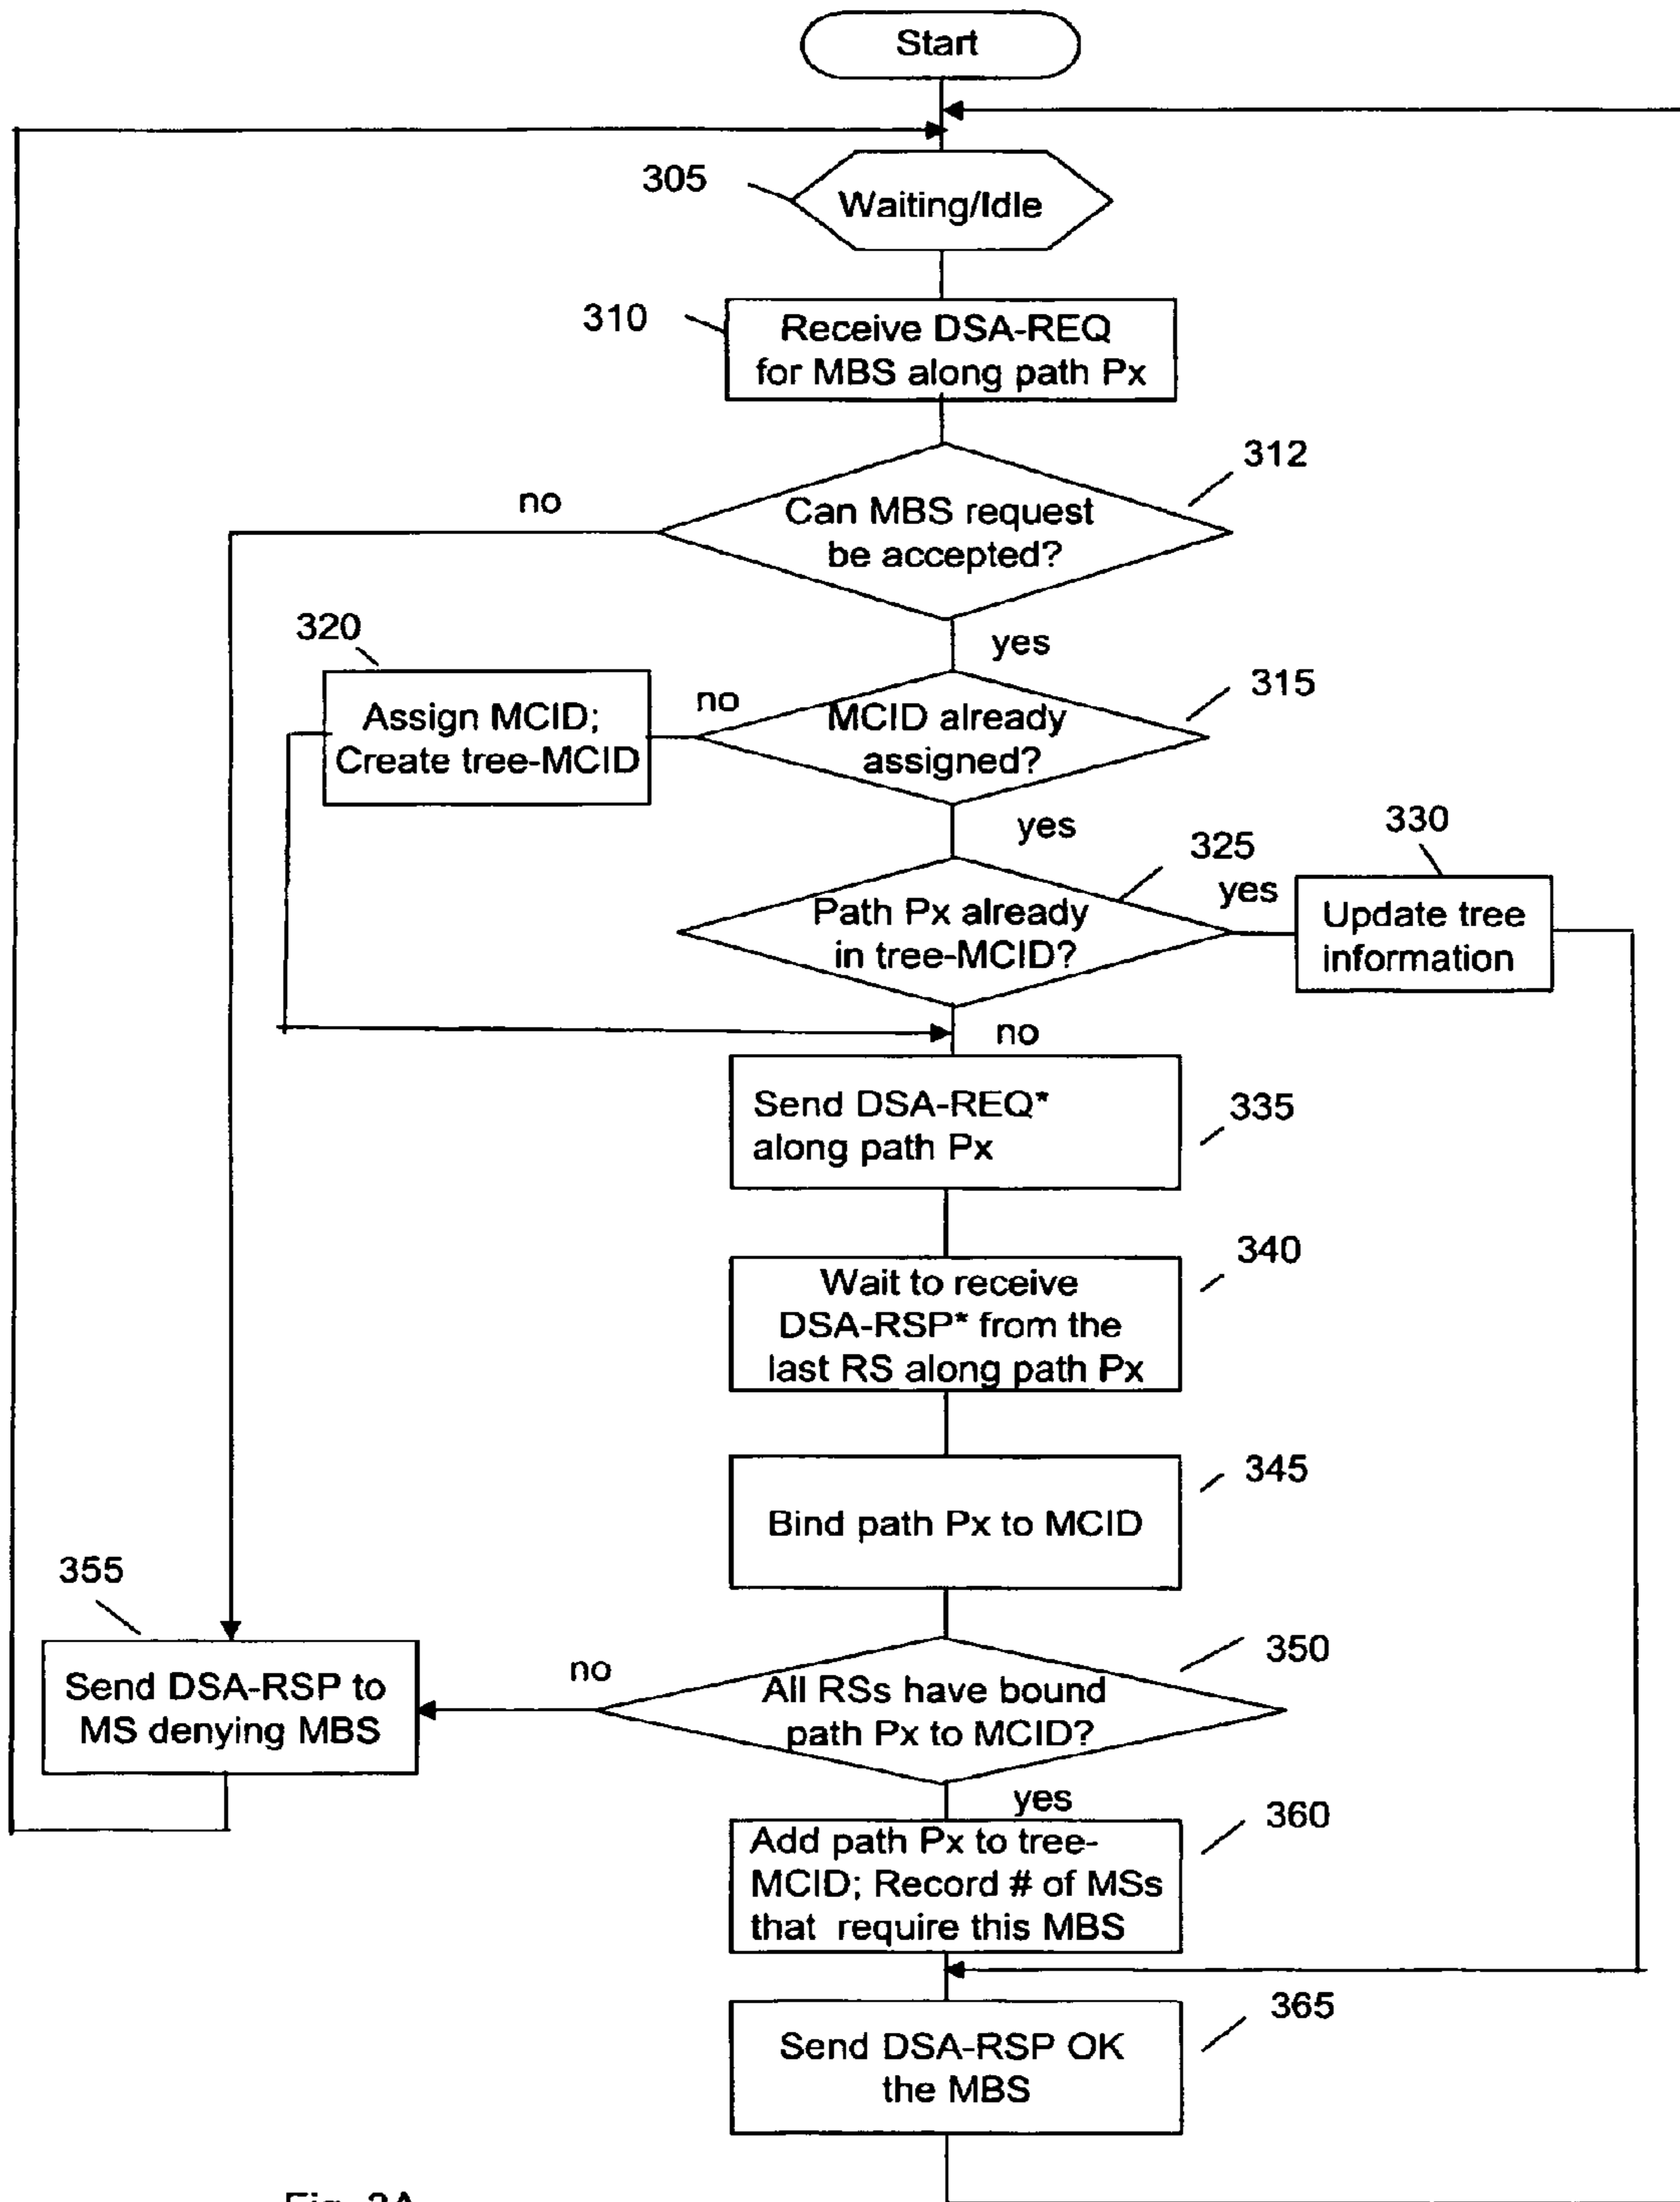 Start
305
Waiting/Idle
310
Receive DSA-REQ
for MBS along path Px
312
no
Can MBS request
be accepted?
320
yes
315
Assign MCID;
Create tree-MCID
no
MCID already
assigned?
yes
330
325
yes
Path Px already
in tree-MCID?
Update tree
information
no
Send DSA-REQ*
along path Px
335
340
Wait to receive
DSA-RSP* from the
last RS along path Px
345
Bind path Px to MCID
355
350
no
Send DSA-RSP to
MS denying MBS
All RSs have bound
path Px to MCID?
yes
360
Add path Px to tree-
MCID; Record # of MSs
that require this MBS
365
Send DSA-RSP OK
the MBS